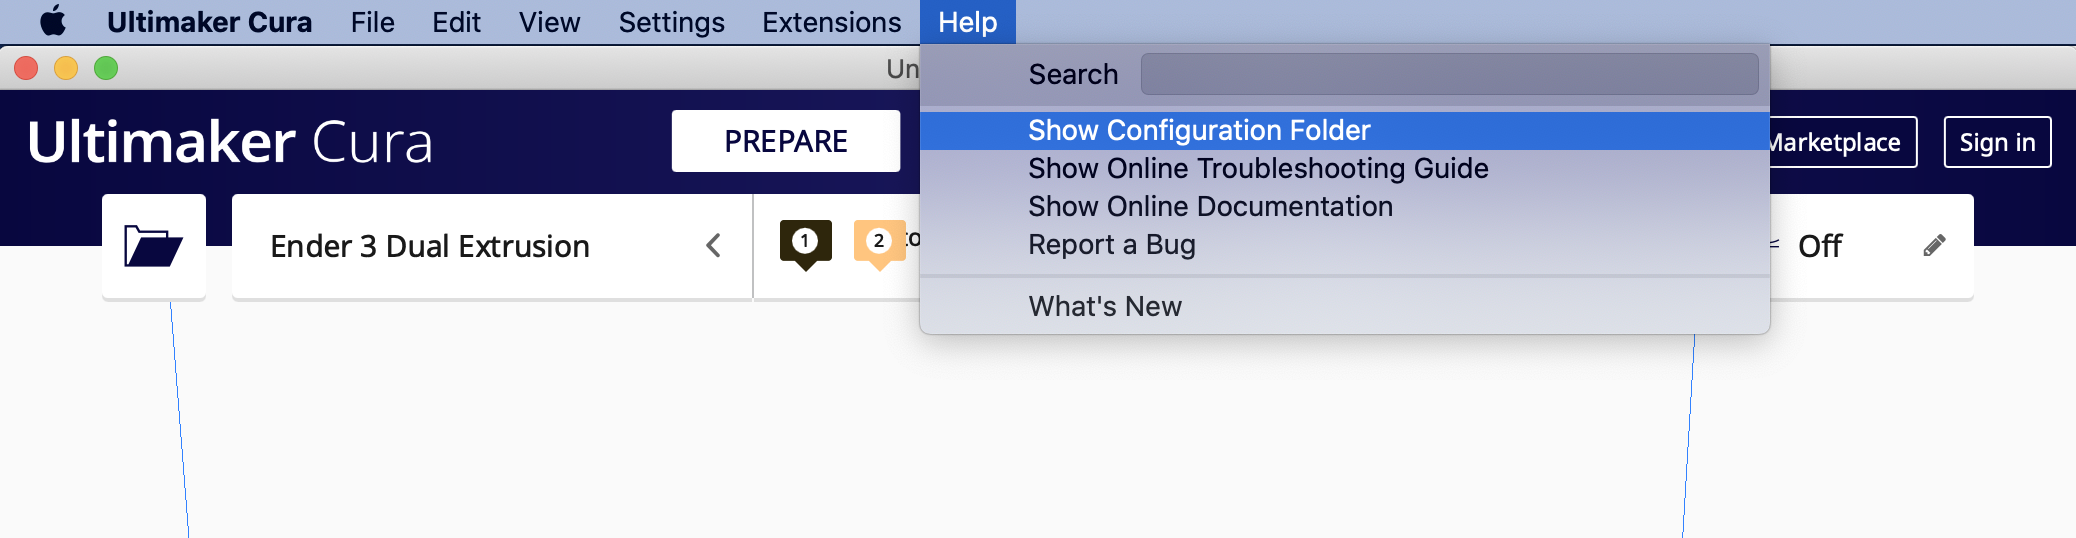 Ultimaker Cura File Edit View Settings Extensions Help
Un
Search
Ultimaker Cura
PREPARE
Show Configuration Folder
Marketplace
Sign in
Show Online Troubleshooting Guide
Show Online Documentation
Ender 3 Dual Extrusion
1
2
Report a Bug
Off
What's New